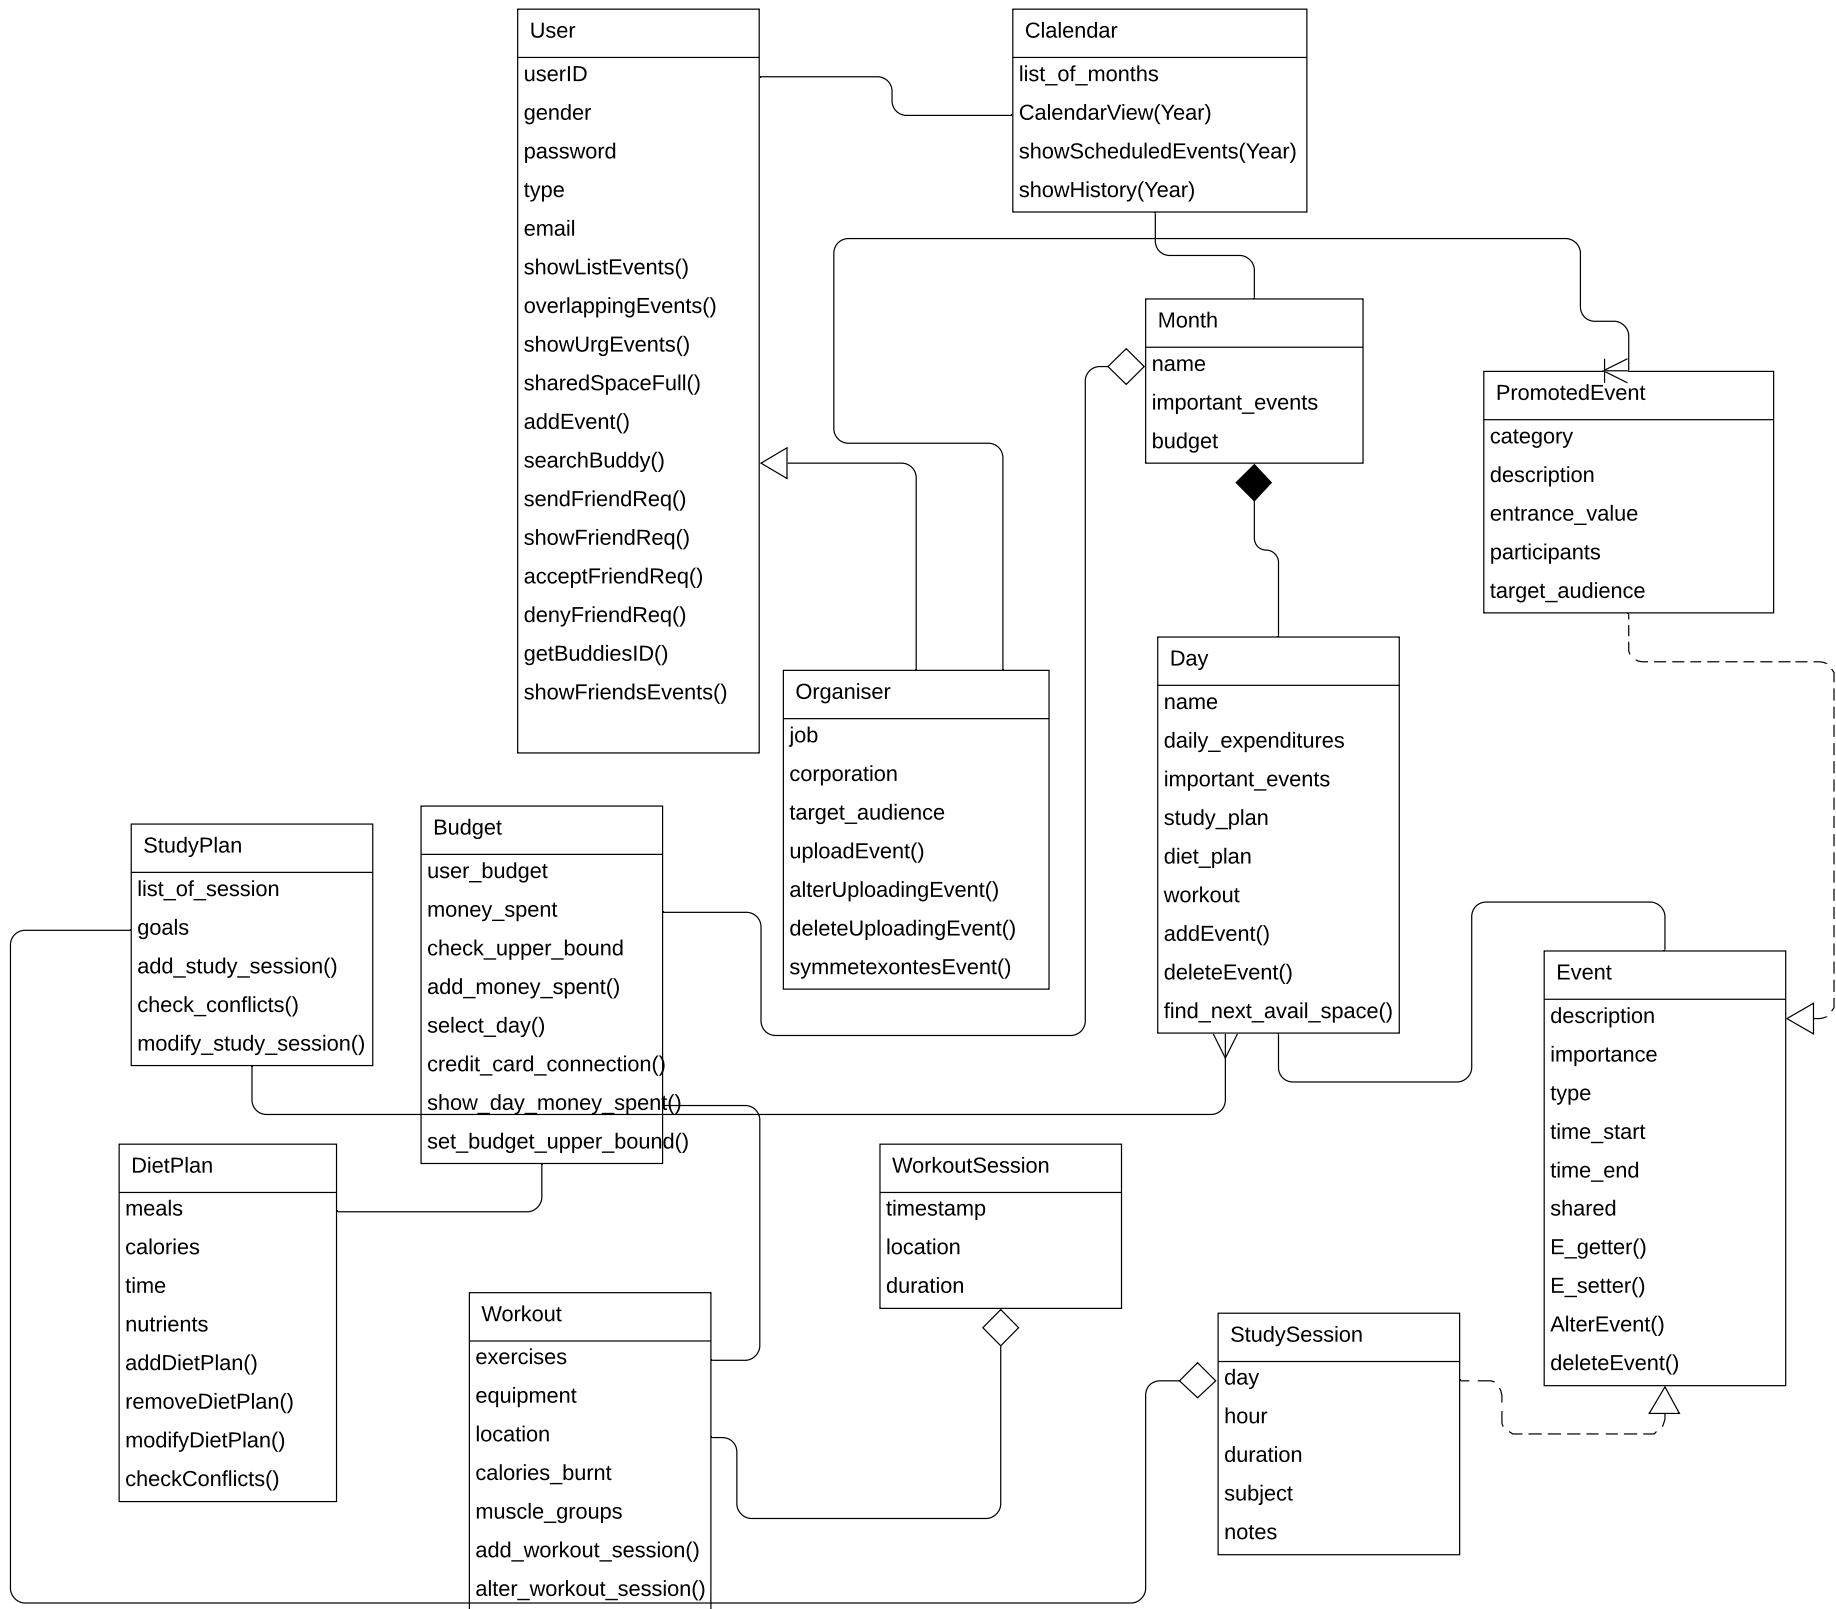 User
userID
gender
password
type
email
showListEvents()
overlappingEvents()
showUrgEvents()
sharedSpaceFull()
addEvent()
searchBuddy()
sendFriendReq()
showFriendReq()
acceptFriendReq()
denyFriendReq()
getBuddiesID()
showFriendsEvents()
Clalendar
list_of_months
CalendarView(Year)
showScheduledEvents(Year)
showHistory(Year)
Month
name
important_events
budget
PromotedEvent
category
description
entrance_value
participants
target_audience
Organiser
job
corporation
target_audience
uploadEvent()
alterUploadingEvent()
deleteUploadingEvent()
symmetexontesEvent()
Day
name
daily_expenditures
important_events
study_plan
diet_plan
workout
addEvent()
deleteEvent()
find_next_avail_space()
StudyPlan
list_of_session
goals
add_study_session()
check_conflicts()
modify_study_session()
Budget
user_budget
money_spent
check_upper_bound
add_money_spent()
select_day()
credit_card_connection()
show_day_money_spent()
set_budget_upper_bound()
Event
description
importance
type
time_start
time_end
shared
E_getter()
E_setter()
AlterEvent()
deleteEvent()
DietPlan
meals
calories
time
nutrients
addDietPlan()
removeDietPlan()
modifyDietPlan()
checkConflicts()
WorkoutSession
timestamp
location
duration
Workout
exercises
equipment
location
calories_burnt
muscle_groups
add_workout_session()
alter_workout_session()
StudySession
day
hour
duration
subject
notes